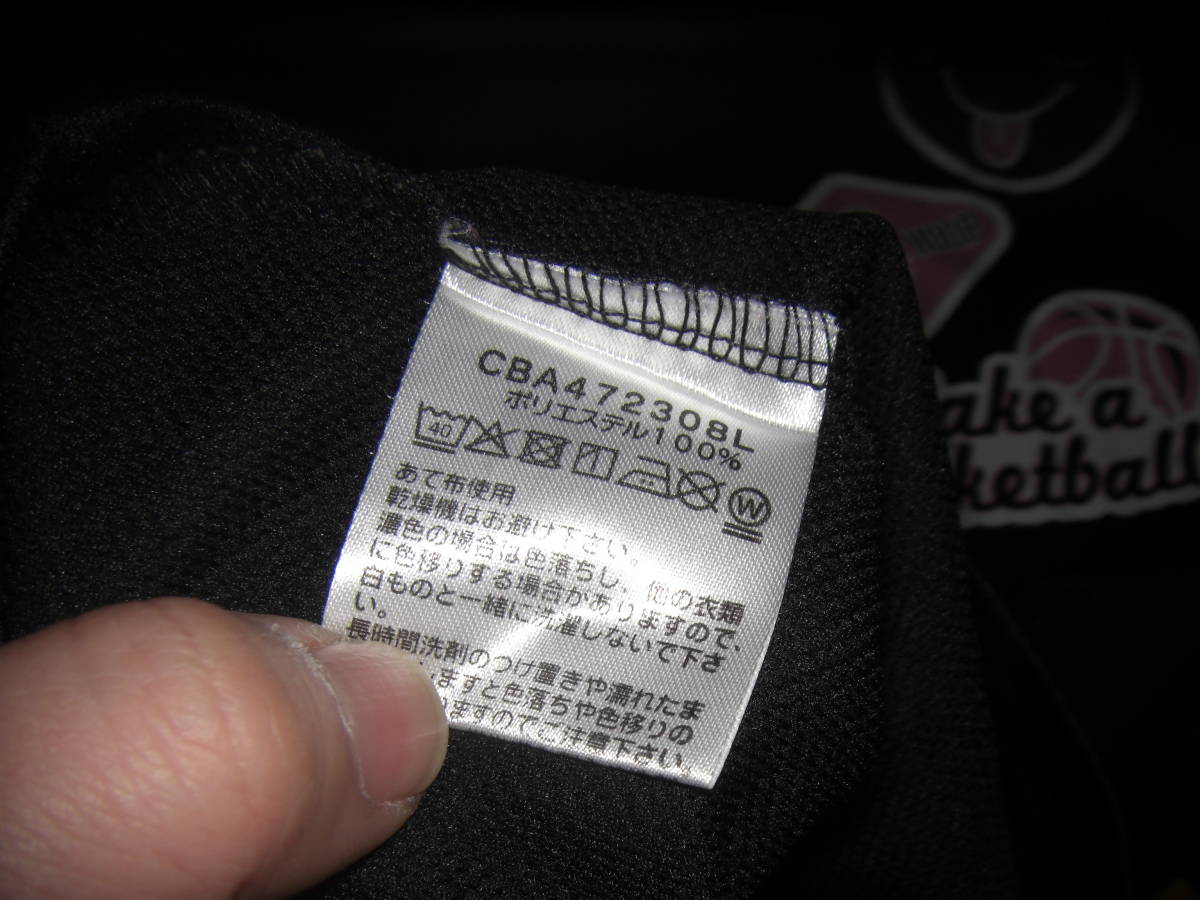 CBA472308L
ポリエステル100%
40
W
あて布使用
乾燥機はお避け下さい。
濃色の場合は色落ちし、他の衣類
に色移りする場合がありますので、
白ものと一緒に洗濯しないで下さ
い。
長時間洗剤のつけ置きや濡れたま
ますと色落ちや色移りの
ますのでご注意下さい。
ake a
ketball